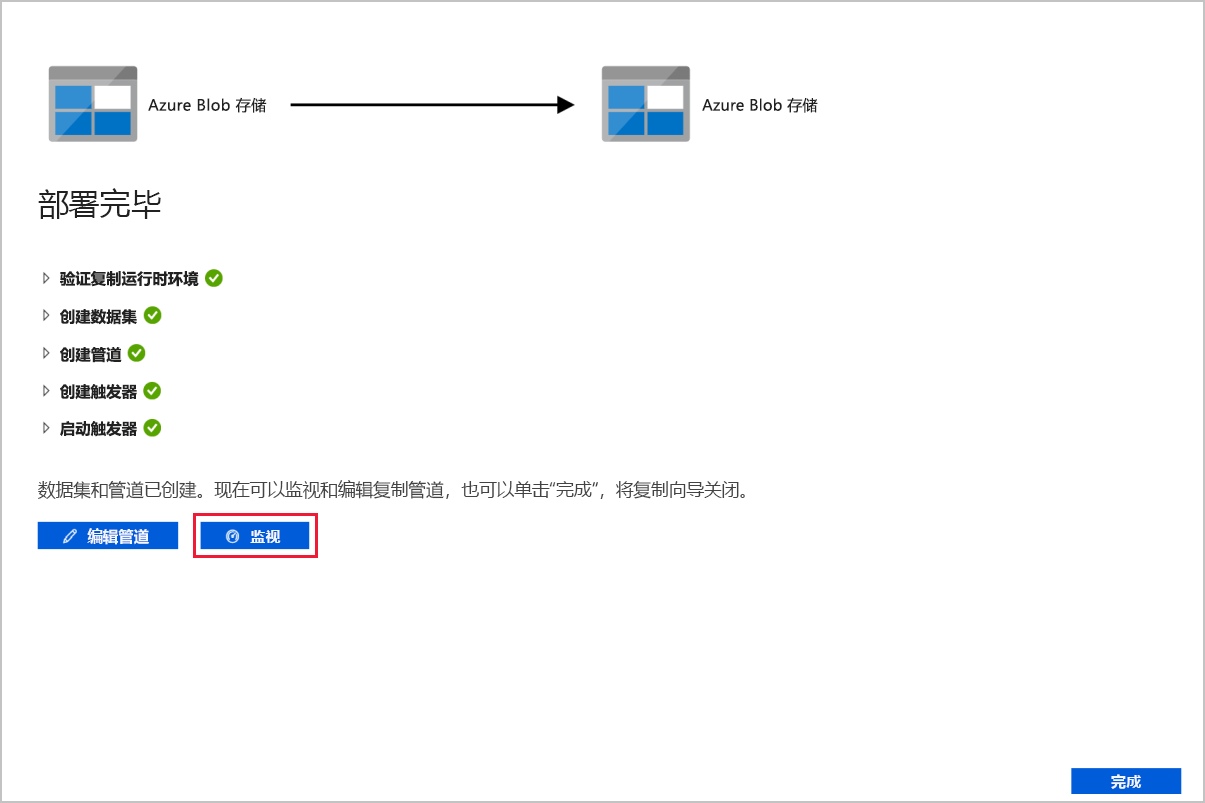 Azure Blob 存储
Azure Blob 存储
部署完毕
验证复制运行时环境
创建数据集
创建管道
创建触发器
启动触发器
数据集和管道已创建。现在可以监视和编辑复制管道，也可以单击“完成”，将复制向导关闭。
编辑管道
监视
完成